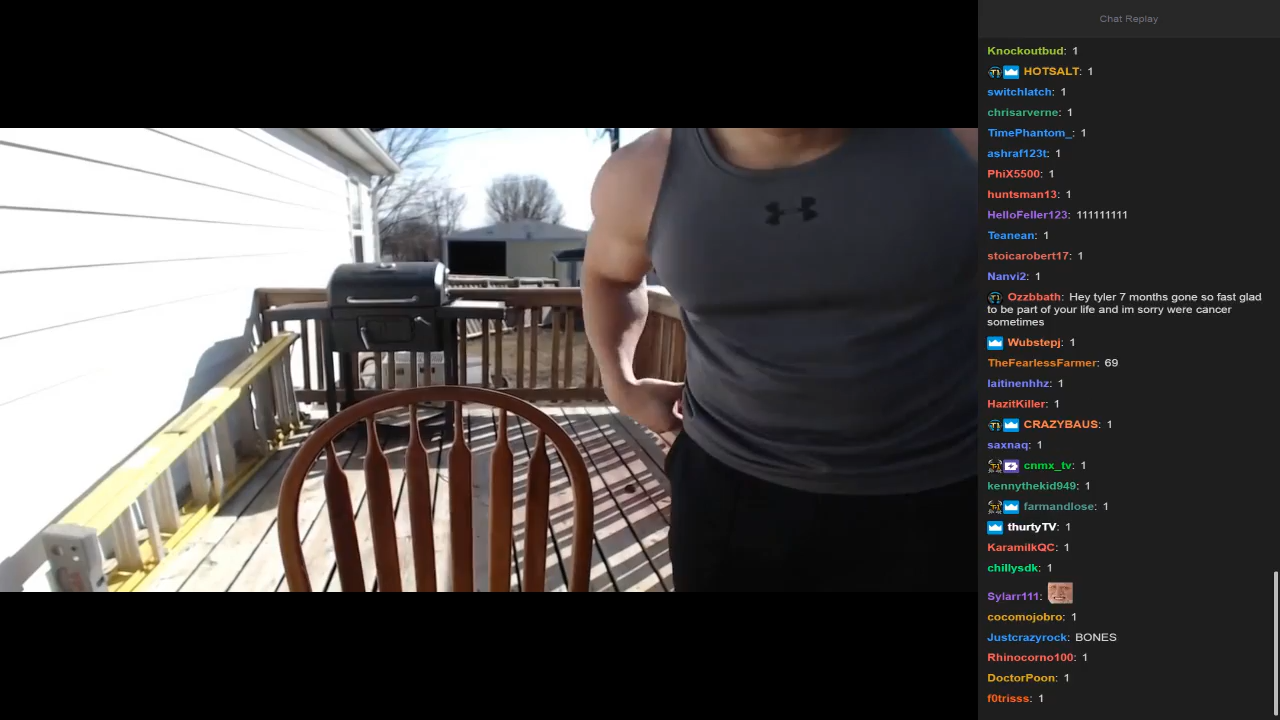 Chat Replay
Knockoutbud: 1
HOTSALT: 1
switchlatch: 1
chrisarverne: 1
TimePhantom_: 1
ashraf123t: 1
PhiX5500: 1
huntsman13: 1
HelloFeller123: 111111111
Teanean: 1
stoicarobert17: 1
Nanvi2: 1
Ozzbbath: Hey tyler 7 months gone so fast glad
to be part of your life and im sorry were cancer
sometimes
Wubstepj: 1
TheFearlessFarmer: 69
laitinenhhz: 1
HazitKiller: 1
CRAZYBAUS: 1
saxnaq: 1
cnmx_tv: 1
kennythekid949: 1
farmandlose: 1
thurtyTV: 1
KaramilkQC: 1
chillysdk: 1
Sylarr111:
cocomojobro: 1
Justcrazyrock: BONES
Rhinocorno100: 1
DoctorPoon: 1
f0trisss: 1